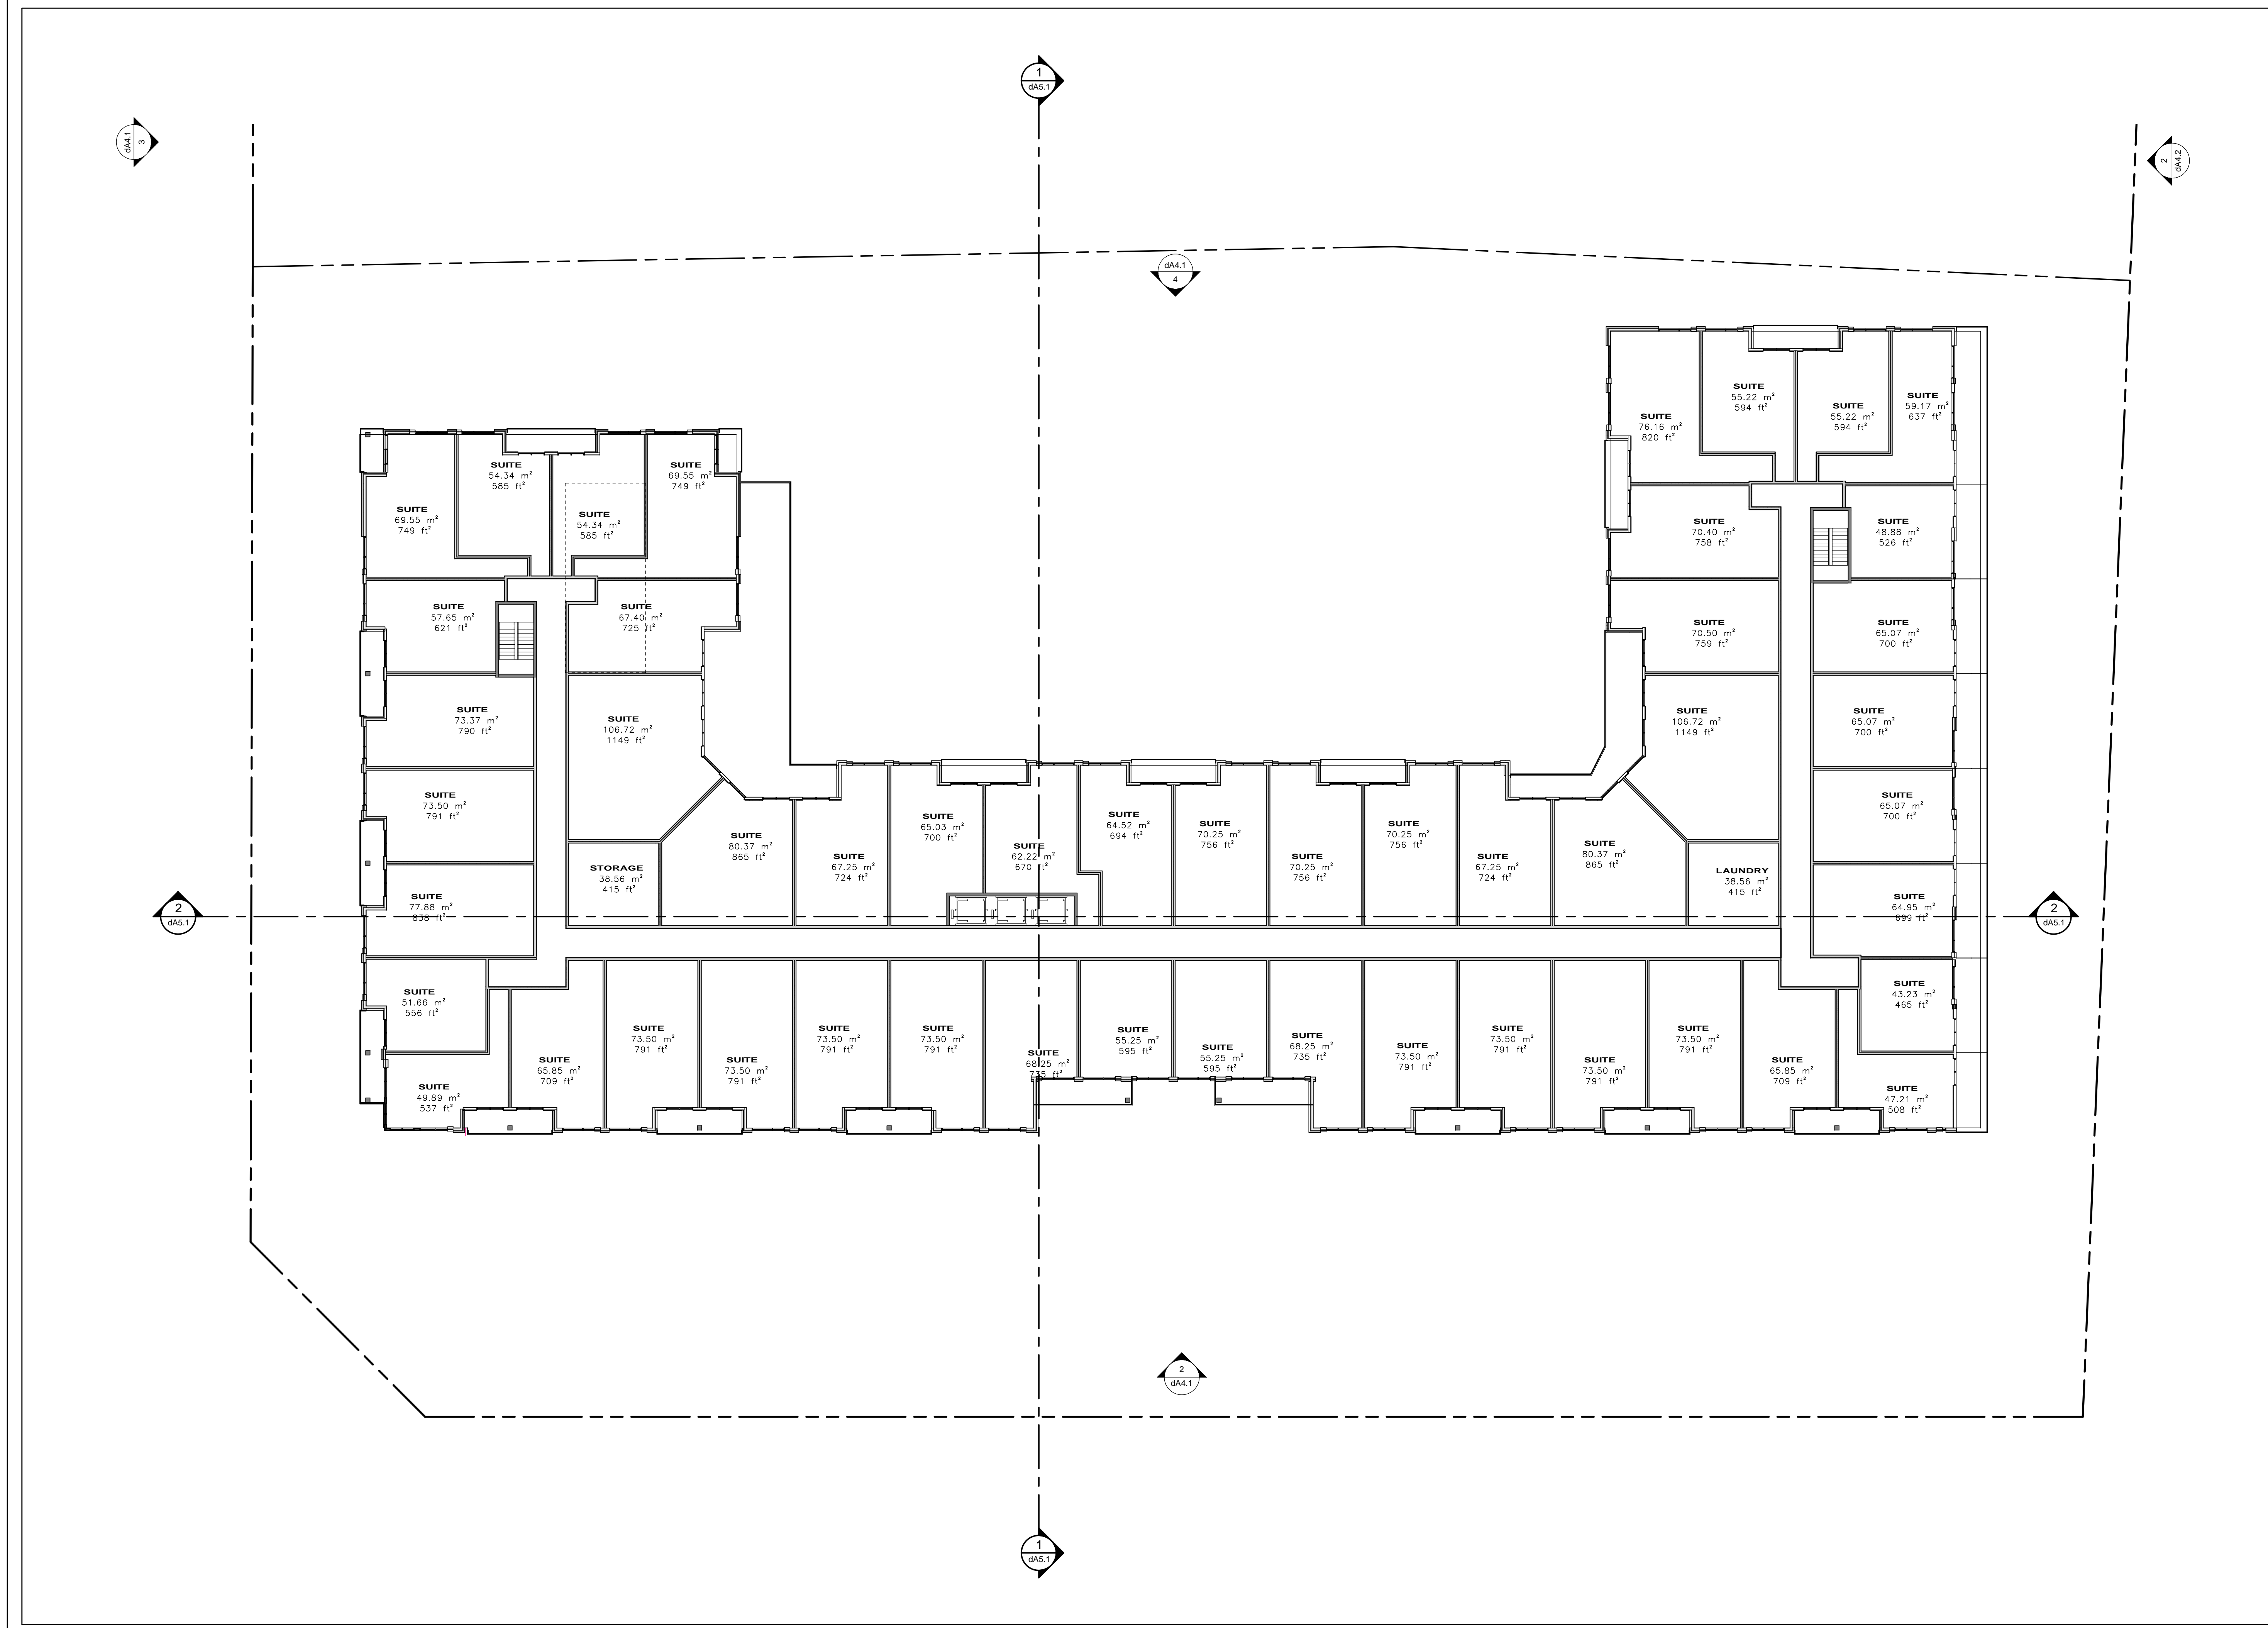 1
dA5.1
dA4.1
3
2
dA4.2
dA4.1
4
SUITE
55.22 m²
594 ft²
SUITE
59.17 m²
637 ft²
SUITE
55.22 m²
594 ft²
SUITE
76.16 m²
820 ft²
SUITE
54.34 m²
585 ft²
SUITE
69.55 m²
749 ft²
SUITE
69.55 m²
749 ft²
SUITE
54.34 m²
585 ft²
SUITE
70.40 m²
758 ft²
SUITE
48.88 m²
526 ft²
SUITE
57.65 m²
621 ft²
SUITE
67.40 m²
725 ft²
SUITE
70.50 m²
759 ft²
SUITE
65.07 m²
700 ft²
SUITE
73.37 m²
790 ft²
SUITE
106.72 m²
1149 ft²
SUITE
106.72 m²
1149 ft²
SUITE
65.07 m²
700 ft²
SUITE
73.50 m²
791 ft²
SUITE
65.07 m²
700 ft²
SUITE
80.37 m²
865 ft²
SUITE
67.25 m²
724 ft²
SUITE
65.03 m²
700 ft²
SUITE
62.22 m²
670 ft²
SUITE
64.52 m²
694 ft²
SUITE
70.25 m²
756 ft²
SUITE
70.25 m²
756 ft²
SUITE
70.25 m²
756 ft²
SUITE
67.25 m²
724 ft²
SUITE
80.37 m²
865 ft²
STORAGE
38.56 m²
415 ft²
LAUNDRY
38.56 m²
415 ft²
2
dA5.1
SUITE
77.88 m²
838 ft²
SUITE
64.95 m²
699 ft²
2
dA5.1
SUITE
51.66 m²
556 ft²
SUITE
43.23 m²
465 ft²
SUITE
49.89 m²
537 ft²
SUITE
65.85 m²
709 ft²
SUITE
73.50 m²
791 ft²
SUITE
73.50 m²
791 ft²
SUITE
73.50 m²
791 ft²
SUITE
73.50 m²
791 ft²
SUITE
68.25 m²
735 ft²
SUITE
55.25 m²
595 ft²
SUITE
55.25 m²
595 ft²
SUITE
68.25 m²
735 ft²
SUITE
73.50 m²
791 ft²
SUITE
73.50 m²
791 ft²
SUITE
73.50 m²
791 ft²
SUITE
73.50 m²
791 ft²
SUITE
65.85 m²
709 ft²
SUITE
47.21 m²
508 ft²
2
dA4.1
1
dA5.1